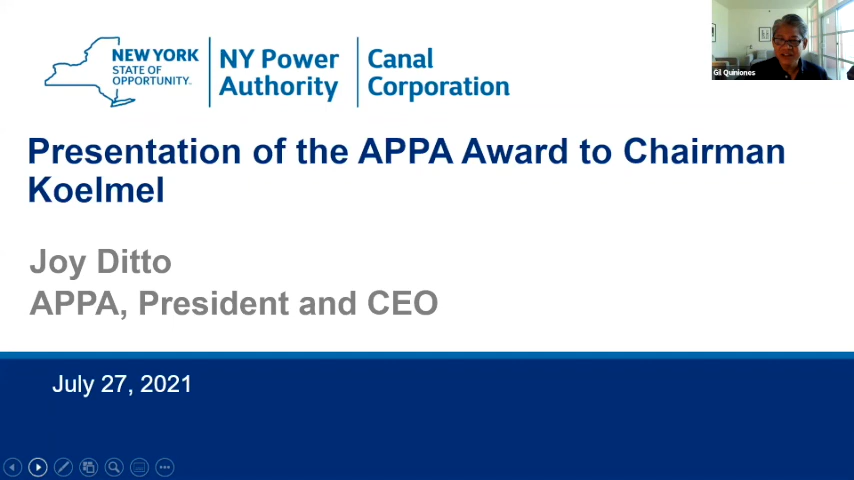 NEW YORK
STATE OF
OPPORTUNITY.
NY Power
Authority
Canal
Corporation
Gil Quiniones
Presentation of the APPA Award to Chairman
Koelmel
Joy Ditto
APPA, President and CEO
July 27, 2021